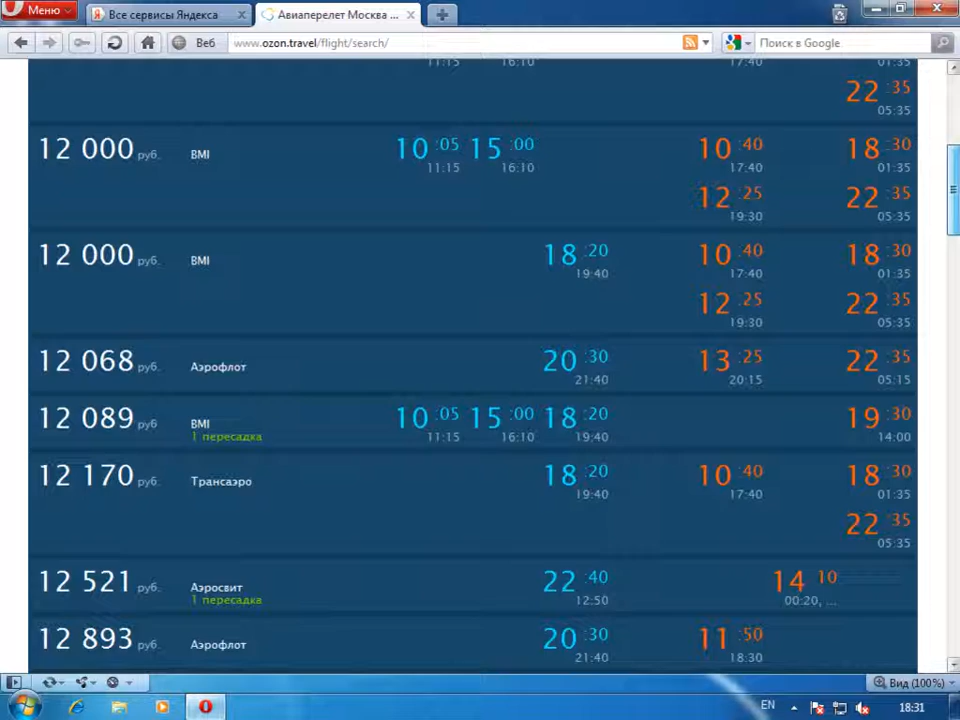 Меню
Все сервисы Яндекса
Авиаперелет Москва ...
Веб
www.ozon.travel/flight/search/
Поиск в Google
11:15 16:10 17:40 01:35
22:35
05:35
12 000 руб. BMI 10:05 15:00 10:40 18:30
11:15 16:10 17:40 01:35
12:25 22:35
19:30 05:35
12 000 руб. BMI 18:20 10:40 18:30
19:40 17:40 01:35
12:25 22:35
19:30 05:35
12 068 руб. Аэрофлот 20:30 13:25 22:35
21:40 20:15 05:15
12 089 руб BMI 10:05 15:00 18:20 19:30
1 пересадка 11:15 16:10 19:40 14:00
12 170 руб. Трансаэро 18:20 10:40 18:30
19:40 17:40 01:35
22:35
05:35
12 521 руб. Аэросвит 22:40 14:10
1 пересадка 12:50 00:20, ...
12 893 руб. Аэрофлот 20:30 11:50
21:40 18:30
Вид (100%)
EN 18:31